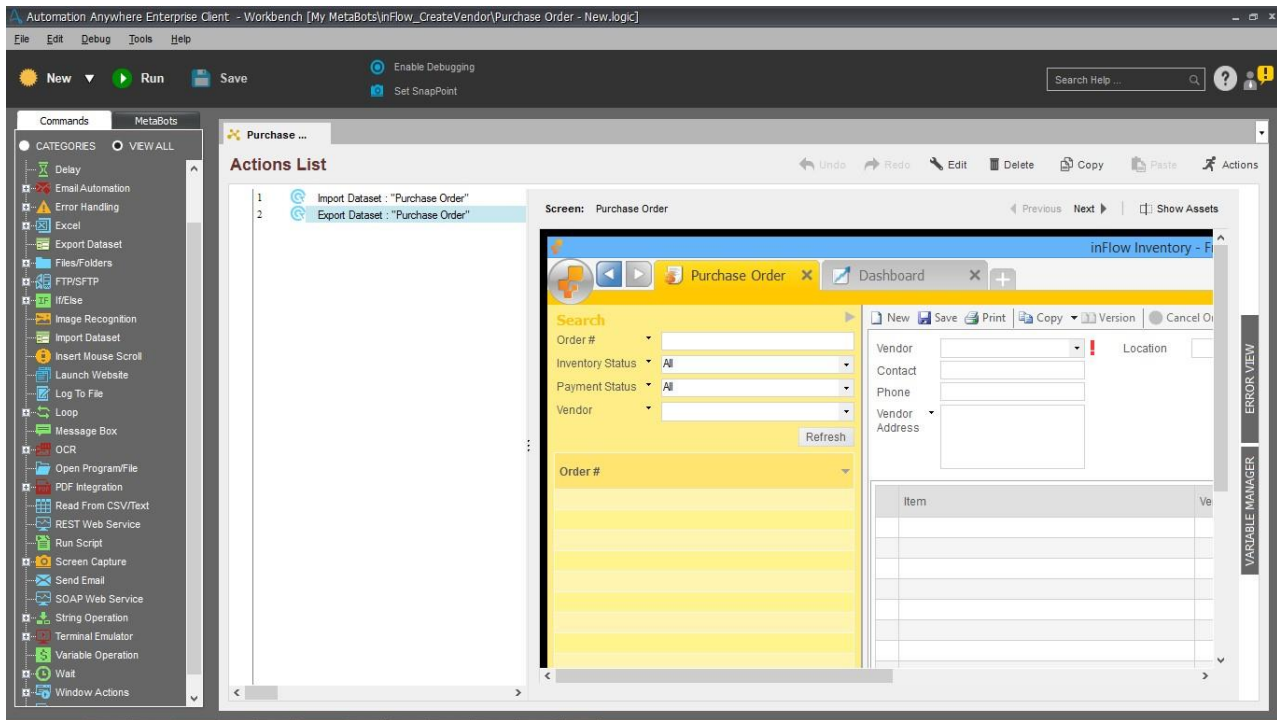 Automation Anywhere Enterprise Client - Workbench [My MetaBots\inFlow_CreateVendor\Purchase Order - New.logic]
File Edit Debug Tools Help
New Run Save
Enable Debugging
Set SnapPoint
Search Help ...
Commands MetaBots
CATEGORIES VIEW ALL
Delay
Email Automation
Error Handling
Excel
Export Dataset
Files/Folders
FTP/SFTP
If/Else
Image Recognition
Import Dataset
Insert Mouse Scroll
Launch Website
Log To File
Loop
Message Box
OCR
Open Program/File
PDF Integration
Read From CSV/Text
REST Web Service
Run Script
Screen Capture
Send Email
SOAP Web Service
String Operation
Terminal Emulator
Variable Operation
Wait
Window Actions
Purchase ...
Actions List
Undo Redo Edit Delete Copy Paste Actions
1 Import Dataset : "Purchase Order"
2 Export Dataset : "Purchase Order"
Screen: Purchase Order
Previous Next Show Assets
inFlow Inventory - Fr
Purchase Order Dashboard
Search
Order #
Inventory Status All
Payment Status All
Vendor
Refresh
Order #
New Save Print Copy Version Cancel Or
Vendor Location
Contact
Phone
Vendor
Address
Item Ve
ERROR VIEW
VARIABLE MANAGER